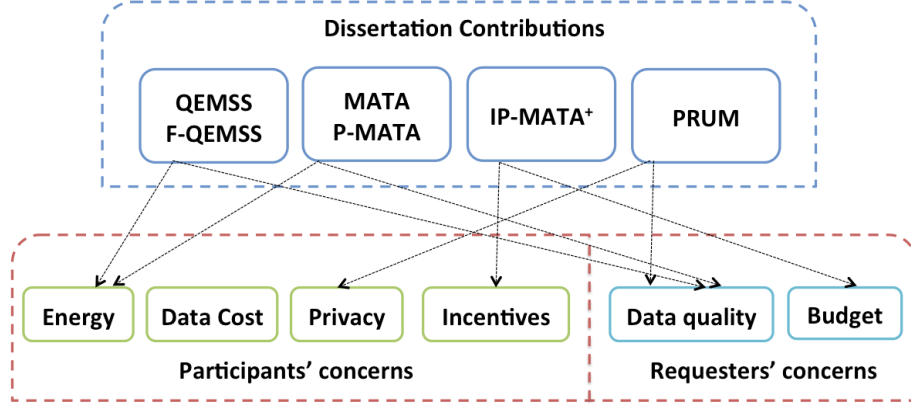 Dissertation Contributions
QEMSS
F-QEMSS
MATA
P-MATA
IP-MATA⁺
PRUM
Energy
Data Cost
Privacy
Incentives
Data quality
Budget
Participants’ concerns
Requesters’ concerns